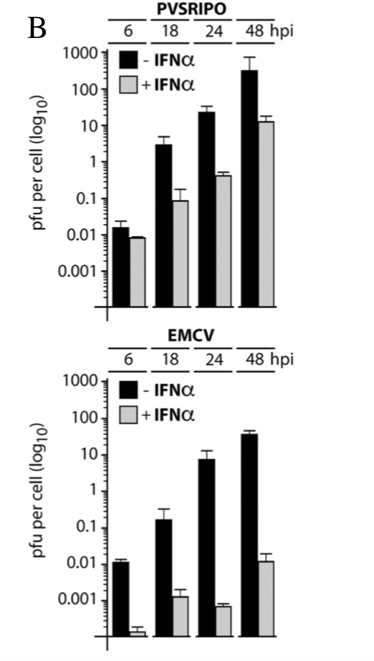 B
PVSRIPO
6 18 24 48 hpi
- IFNα
+ IFNα
1000
100
10
1
0.1
0.01
0.001
pfu per cell (log10)
EMCV
6 18 24 48 hpi
- IFNα
+ IFNα
1000
100
10
1
0.1
0.01
0.001
pfu per cell (log10)